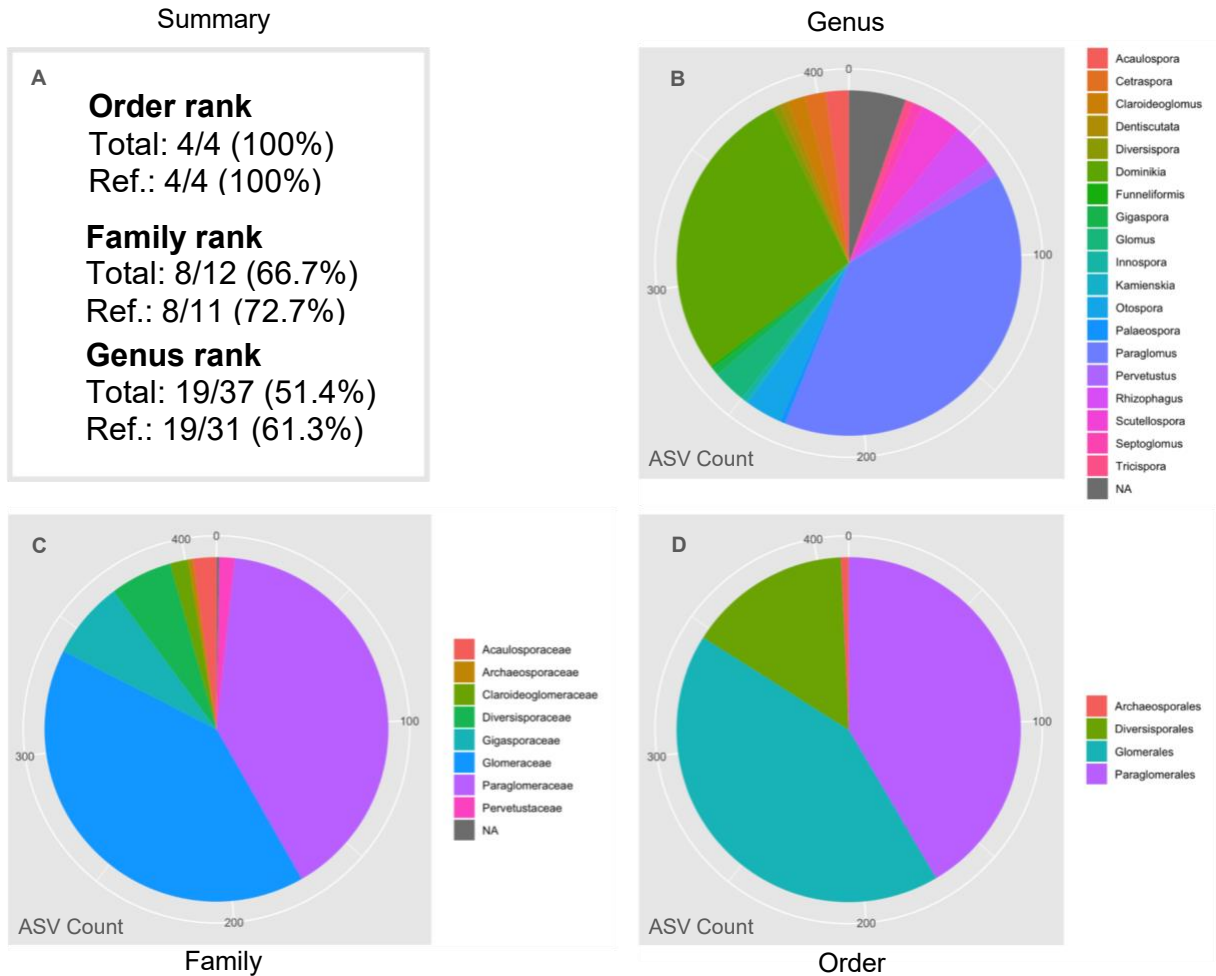 Summary
A
Order rank
Total: 4/4 (100%)
Ref.: 4/4 (100%)
Family rank
Total: 8/12 (66.7%)
Ref.: 8/11 (72.7%)
Genus rank
Total: 19/37 (51.4%)
Ref.: 19/31 (61.3%)
Genus
B
0
100
200
300
400
ASV Count
Acaulospora
Cetraspora
Claroideoglomus
Dentiscutata
Diversispora
Dominikia
Funneliformis
Gigaspora
Glomus
Innospora
Kamienskia
Otospora
Palaeospora
Paraglomus
Pervetustus
Rhizophagus
Scutellospora
Septoglomus
Tricispora
NA
C
0
100
200
300
400
ASV Count
Acaulosporaceae
Archaeosporaceae
Claroideoglomeraceae
Diversisporaceae
Gigasporaceae
Glomeraceae
Paraglomeraceae
Pervetustaceae
NA
Family
D
0
100
200
300
400
ASV Count
Archaeosporales
Diversisporales
Glomerales
Paraglomerales
Order